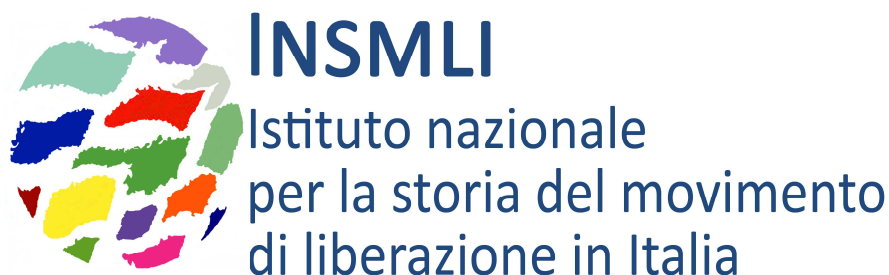 INSMLI
Istituto nazionale
per la storia del movimento
di liberazione in Italia